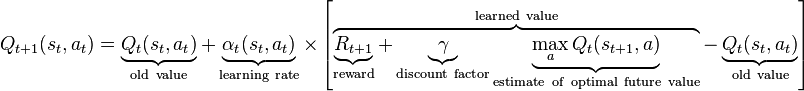 learned value
Q_{t+1}(s_t, a_t) = Q_t(s_t, a_t) + α_t(s_t, a_t) × [ R_{t+1} + γ max_a Q_t(s_{t+1}, a) − Q_t(s_t, a_t) ]
old value learning rate reward discount factor estimate of optimal future value old value